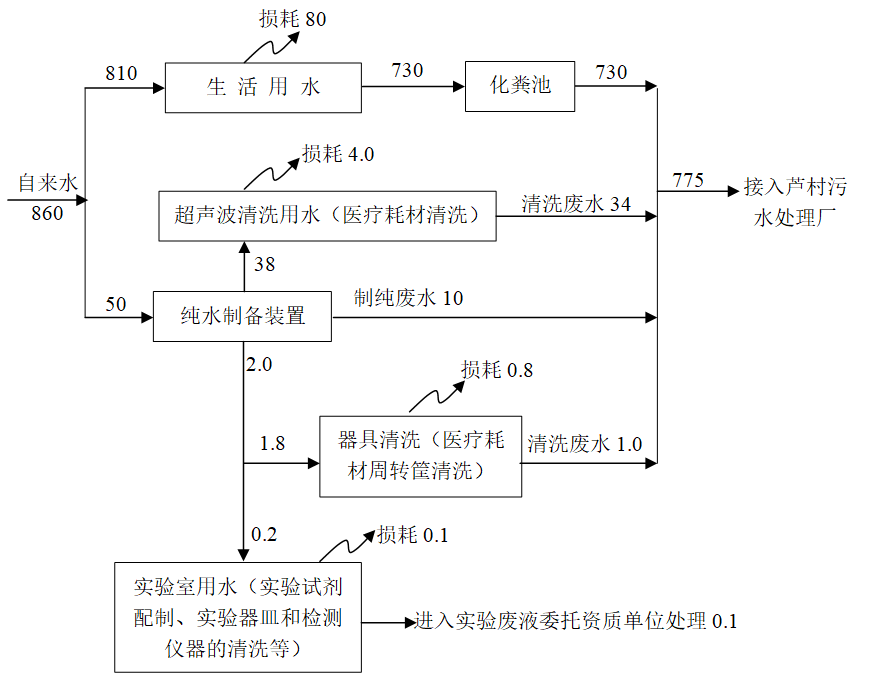 损耗 80
810
生 活 用 水
730
化粪池
730
损耗 4.0
自来水
860
超声波清洗用水（医疗耗材清洗）
清洗废水 34
775
接入芦村污
水处理厂
38
50
纯水制备装置
制纯废水 10
2.0
损耗 0.8
1.8
器具清洗（医疗耗
材周转筐清洗）
清洗废水 1.0
0.2
损耗 0.1
实验室用水（实验试剂
配制、实验器皿和检测
仪器的清洗等）
进入实验废液委托资质单位处理 0.1